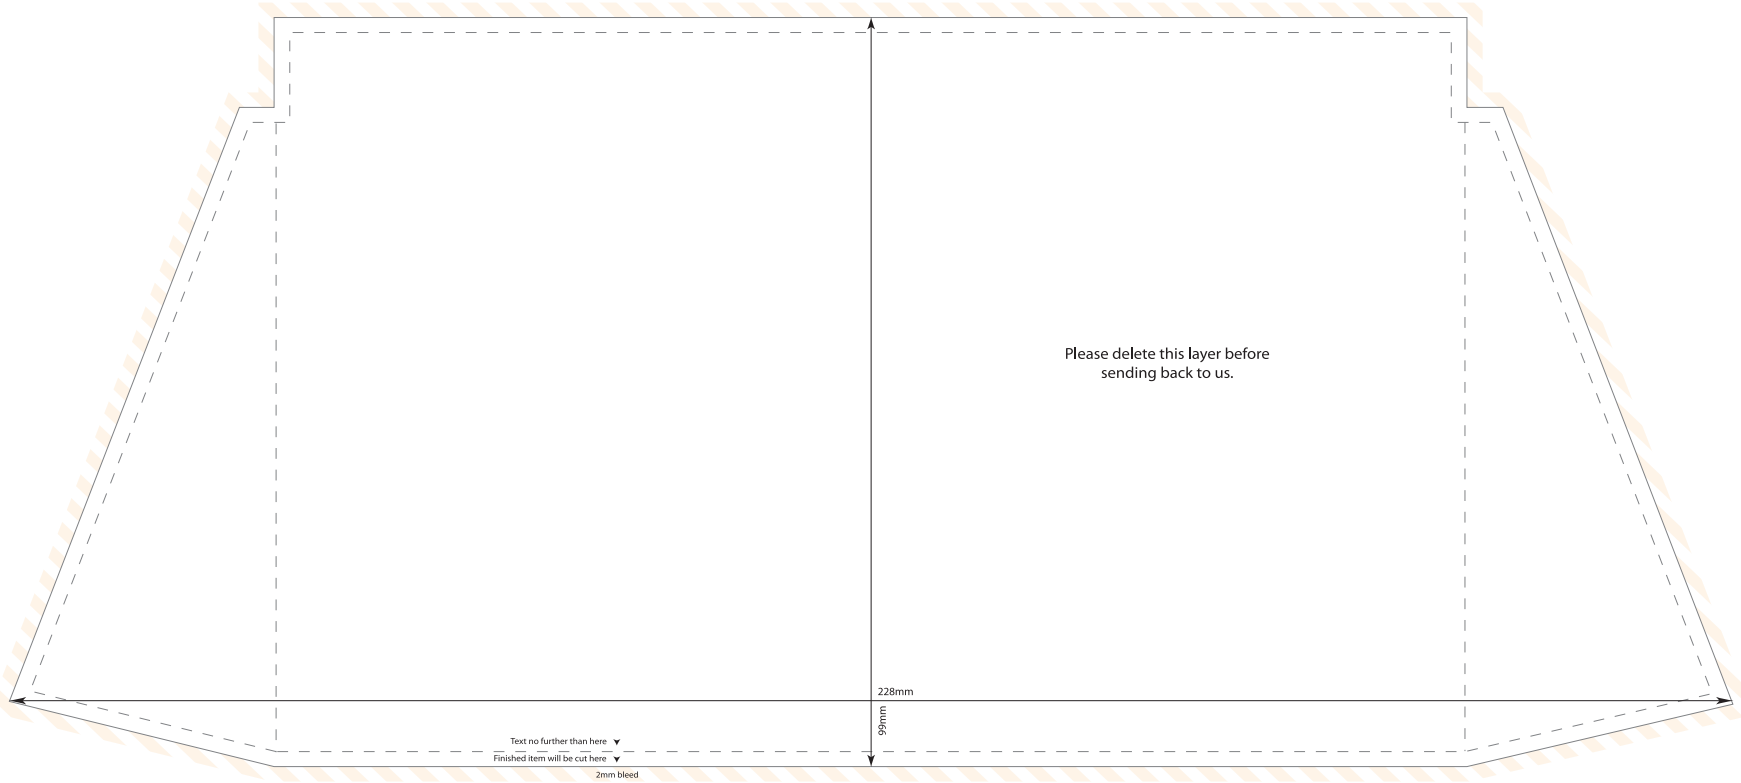 Please delete this layer before
sending back to us.
228mm
99mm
Text no further than here
Finished item will be cut here
2mm bleed